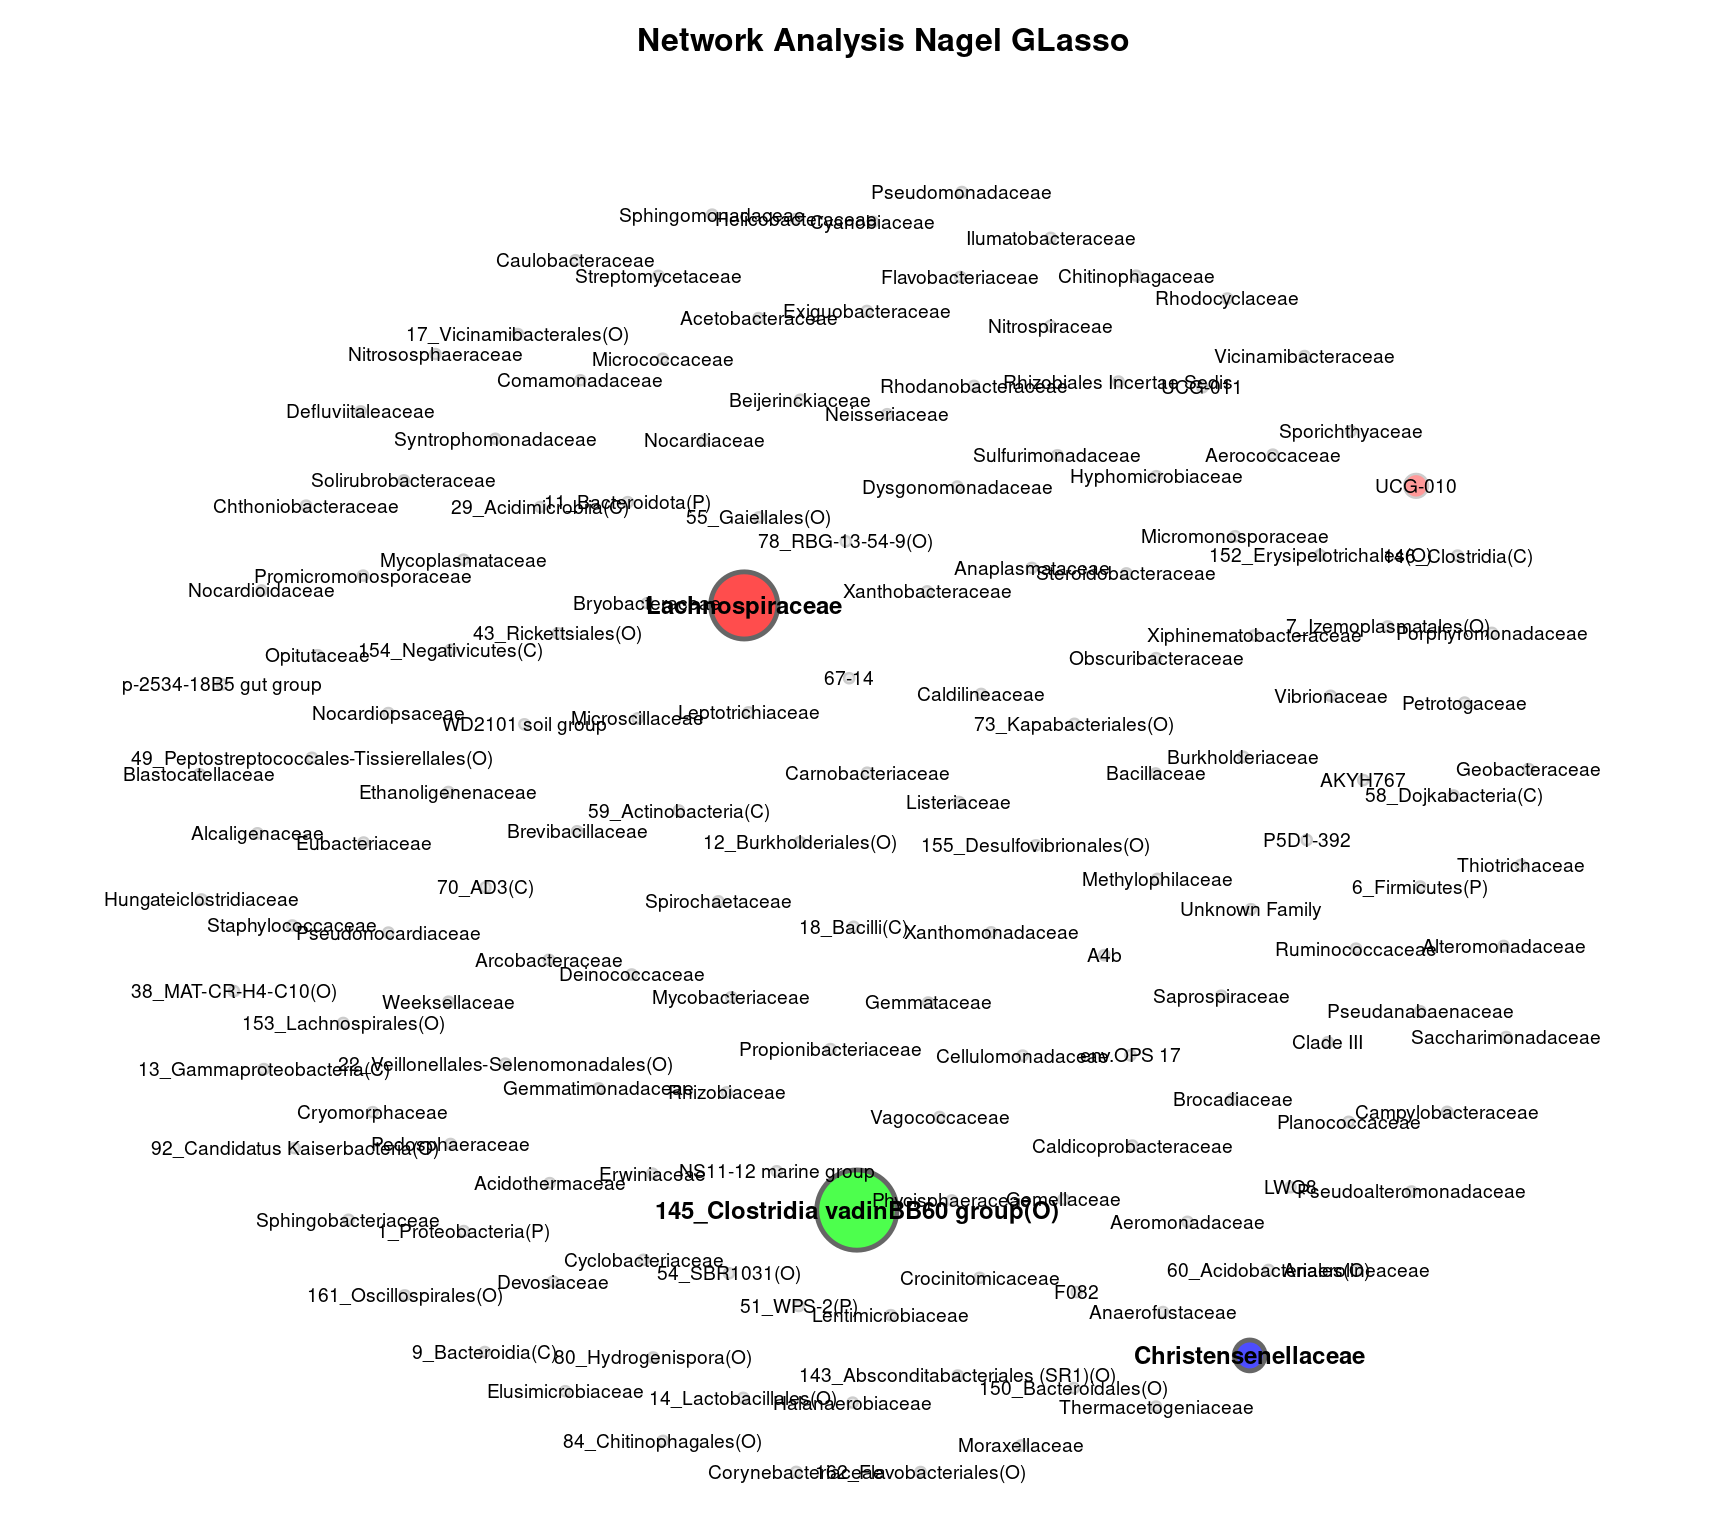 Network Analysis Nagel GLasso
Pseudomonadaceae
Sphingomonadaceae
Helicobacteraceae
Cyanobiaceae
Ilumatobacteraceae
Caulobacteraceae
Streptomycetaceae
Flavobacteriaceae
Chitinophagaceae
Rhodocyclaceae
Exiguobacteraceae
Acetobacteraceae
Nitrospiraceae
17_Vicinamibacterales(O)
Nitrososphaeraceae
Micrococcaceae
Vicinamibacteraceae
Comamonadaceae
Rhodanobacteraceae
Rhizobiales Incertae Sedis
UCG-011
Beijerinckiaceae
Defluviitaleaceae
Neisseriaceae
Syntrophomonadaceae
Nocardiaceae
Sporichthyaceae
Sulfurimonadaceae
Aerococcaceae
Solirubrobacteraceae
Hyphomicrobiaceae
Dysgonomonadaceae
UCG-010
Chthoniobacteraceae
29_Acidimicrobiia(C)
11_Bacteroidota(P)
55_Gaiellales(O)
78_RBG-13-54-9(O)
Micromonosporaceae
152_Erysipelotrichales(O)
146_Clostridia(C)
Mycoplasmataceae
Promicromonosporaceae
Anaplasmataceae
Steroidobacteraceae
Nocardioidaceae
Xanthobacteraceae
Bryobacteraceae
Lachnospiraceae
43_Rickettsiales(O)
7_Izemoplasmatales(O)
Xiphinematobacteraceae
Porphyromonadaceae
Opitutaceae
154_Negativicutes(C)
Obscuribacteraceae
p-2534-18B5 gut group
67-14
Caldilineaceae
Vibrionaceae
Petrotogaceae
Nocardiopsaceae
WD2101 soil group
Microscillaceae
Leptotrichiaceae
73_Kapabacteriales(O)
49_Peptostreptococcales-Tissierellales(O)
Burkholderiaceae
Blastocatellaceae
Carnobacteriaceae
Bacillaceae
AKYH767
Geobacteraceae
Ethanoligenenaceae
58_Dojkabacteria(C)
59_Actinobacteria(C)
Listeriaceae
Alcaligenaceae
Eubacteriaceae
Brevibacillaceae
12_Burkholderiales(O)
155_Desulfovibrionales(O)
P5D1-392
Thiotrichaceae
70_AD3(C)
Methylophilaceae
6_Firmicutes(P)
Hungateiclostridiaceae
Spirochaetaceae
Unknown Family
Staphylococcaceae
Pseudonocardiaceae
18_Bacilli(C)
Xanthomonadaceae
Ruminococcaceae
Alteromonadaceae
Arcobacteraceae
A4b
Deinococcaceae
38_MAT-CR-H4-C10(O)
Weeksellaceae
Mycobacteriaceae
Gemmataceae
Saprospiraceae
Pseudanabaenaceae
153_Lachnospirales(O)
Clade III
Saccharimonadaceae
Propionibacteriaceae
Cellulomonadaceae
env.OPS 17
13_Gammaproteobacteria(C)
22_Veillonellales-Selenomonadales(O)
Gemmatimonadaceae
Rhizobiaceae
Brocadiaceae
Cryomorphaceae
Vagococcaceae
Planococcaceae
Campylobacteraceae
92_Candidatus Kaiserbacteria(O)
Pedosphaeraceae
Caldicoprobacteraceae
Acidothermaceae
Erwiniaceae
NS11-12 marine group
LWQ8
Pseudoalteromonadaceae
Phycisphaeraceae
Gemellaceae
145_Clostridia vadinBB60 group(O)
Sphingobacteriaceae
1_Proteobacteria(P)
Aeromonadaceae
Cyclobacteriaceae
54_SBR1031(O)
60_Acidobacteriales(O)
Anaerolineaceae
Devosiaceae
Crocinitomicaceae
161_Oscillospirales(O)
F082
51_WPS-2(P)
Lentimicrobiaceae
Anaerofustaceae
9_Bacteroidia(C)
80_Hydrogenispora(O)
Christensenellaceae
143_Absconditabacteriales (SR1)(O)
150_Bacteroidales(O)
Elusimicrobiaceae
14_Lactobacillales(O)
Halanaerobiaceae
Thermacetogeniaceae
84_Chitinophagales(O)
Moraxellaceae
Corynebacteriaceae
162_Flavobacteriales(O)